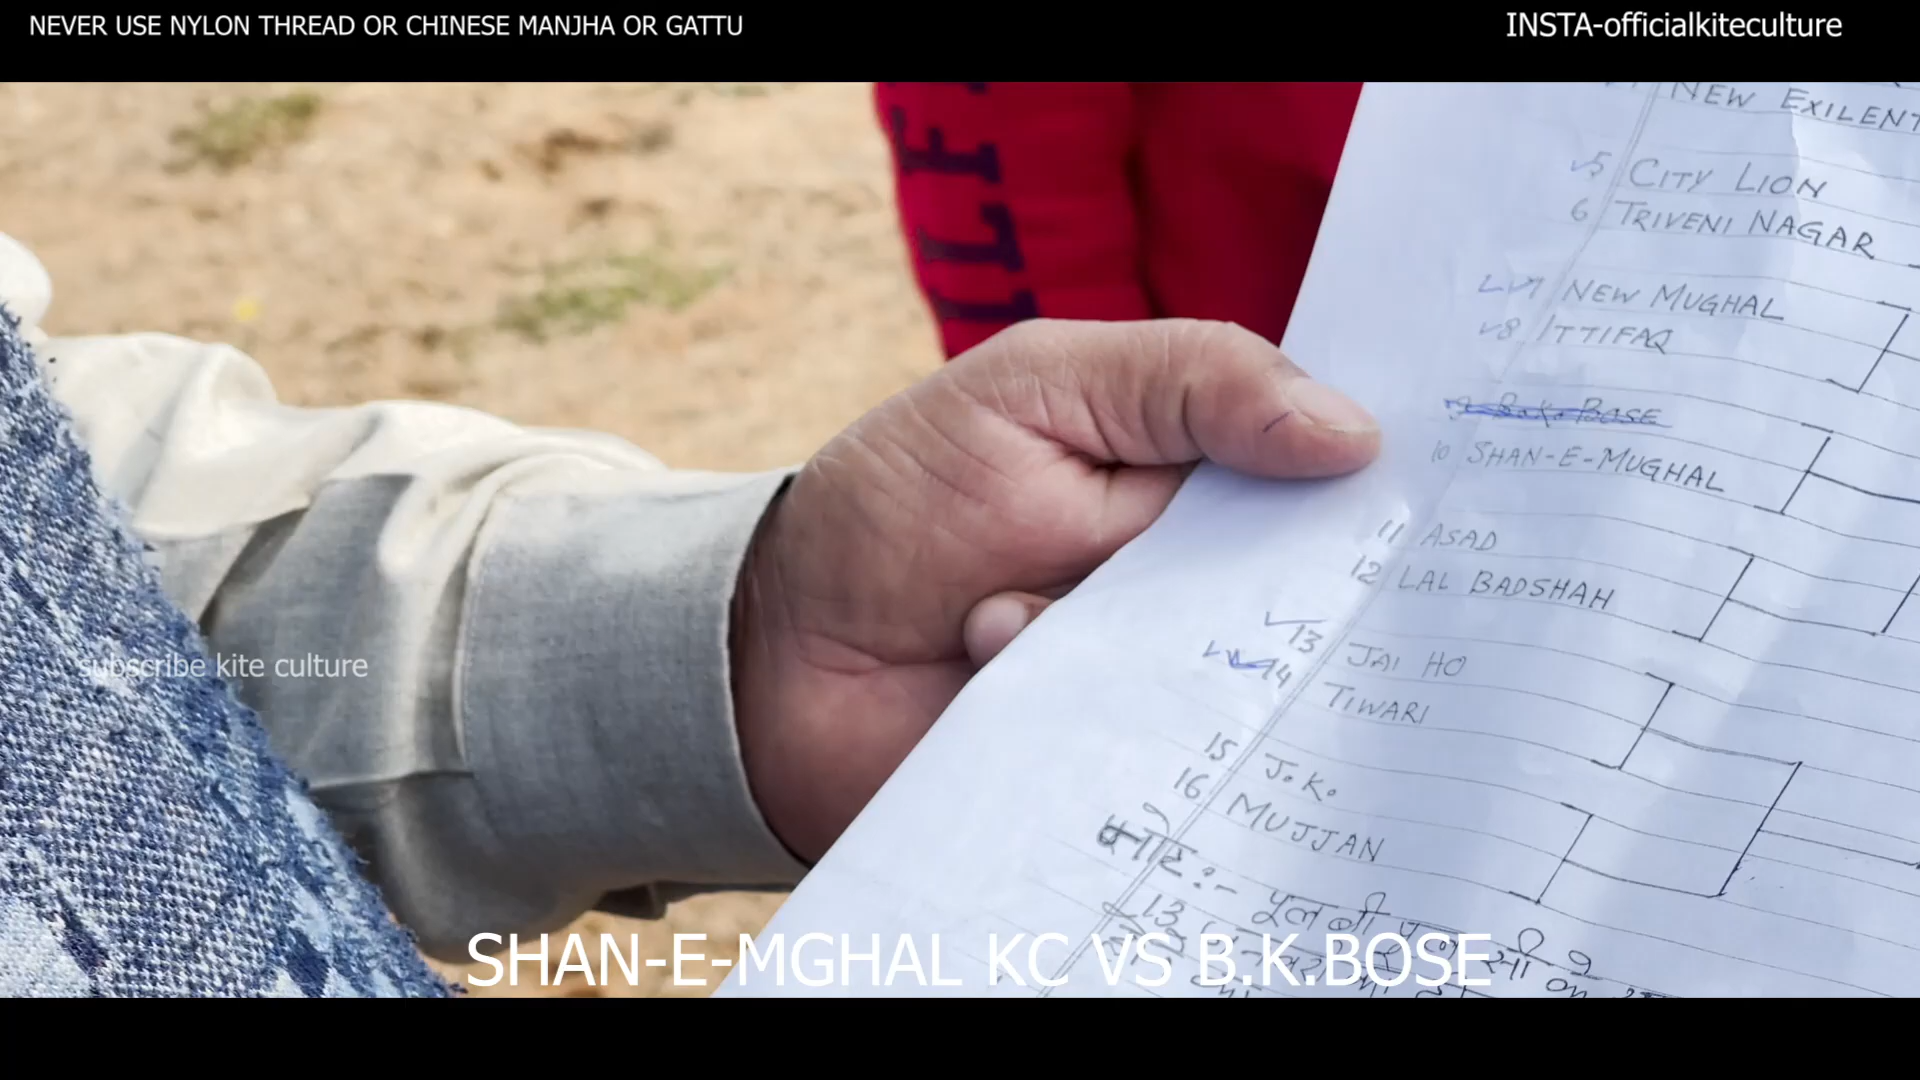 NEVER USE NYLON THREAD OR CHINESE MANJHA OR GATTU
INSTA-officialkiteculture
NEW EXILENT
5 CITY LION
6 TRIVENI NAGAR
7 NEW MUGHAL
8 ITTIFAQ
9 B.K. BOSE
10 SHAN-E-MUGHAL
11 ASAD
12 LAL BADSHAH
13 JAI HO
14 TIWARI
15 J.K.
16 MUJJAN
13
subscribe kite culture
SHAN-E-MGHAL KC VS B.K.BOSE